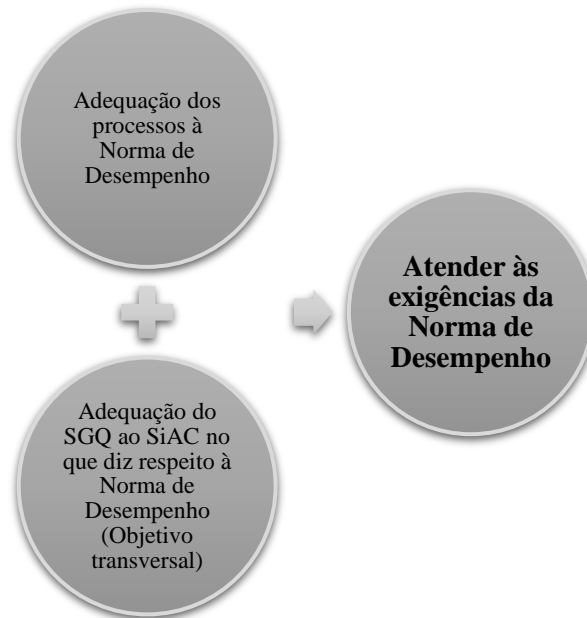 Adequação dos
processos à
Norma de
Desempenho
Adequação do
SGQ ao SiAC no
que diz respeito à
Norma de
Desempenho
(Objetivo
transversal)
Atender às
exigências da
Norma de
Desempenho